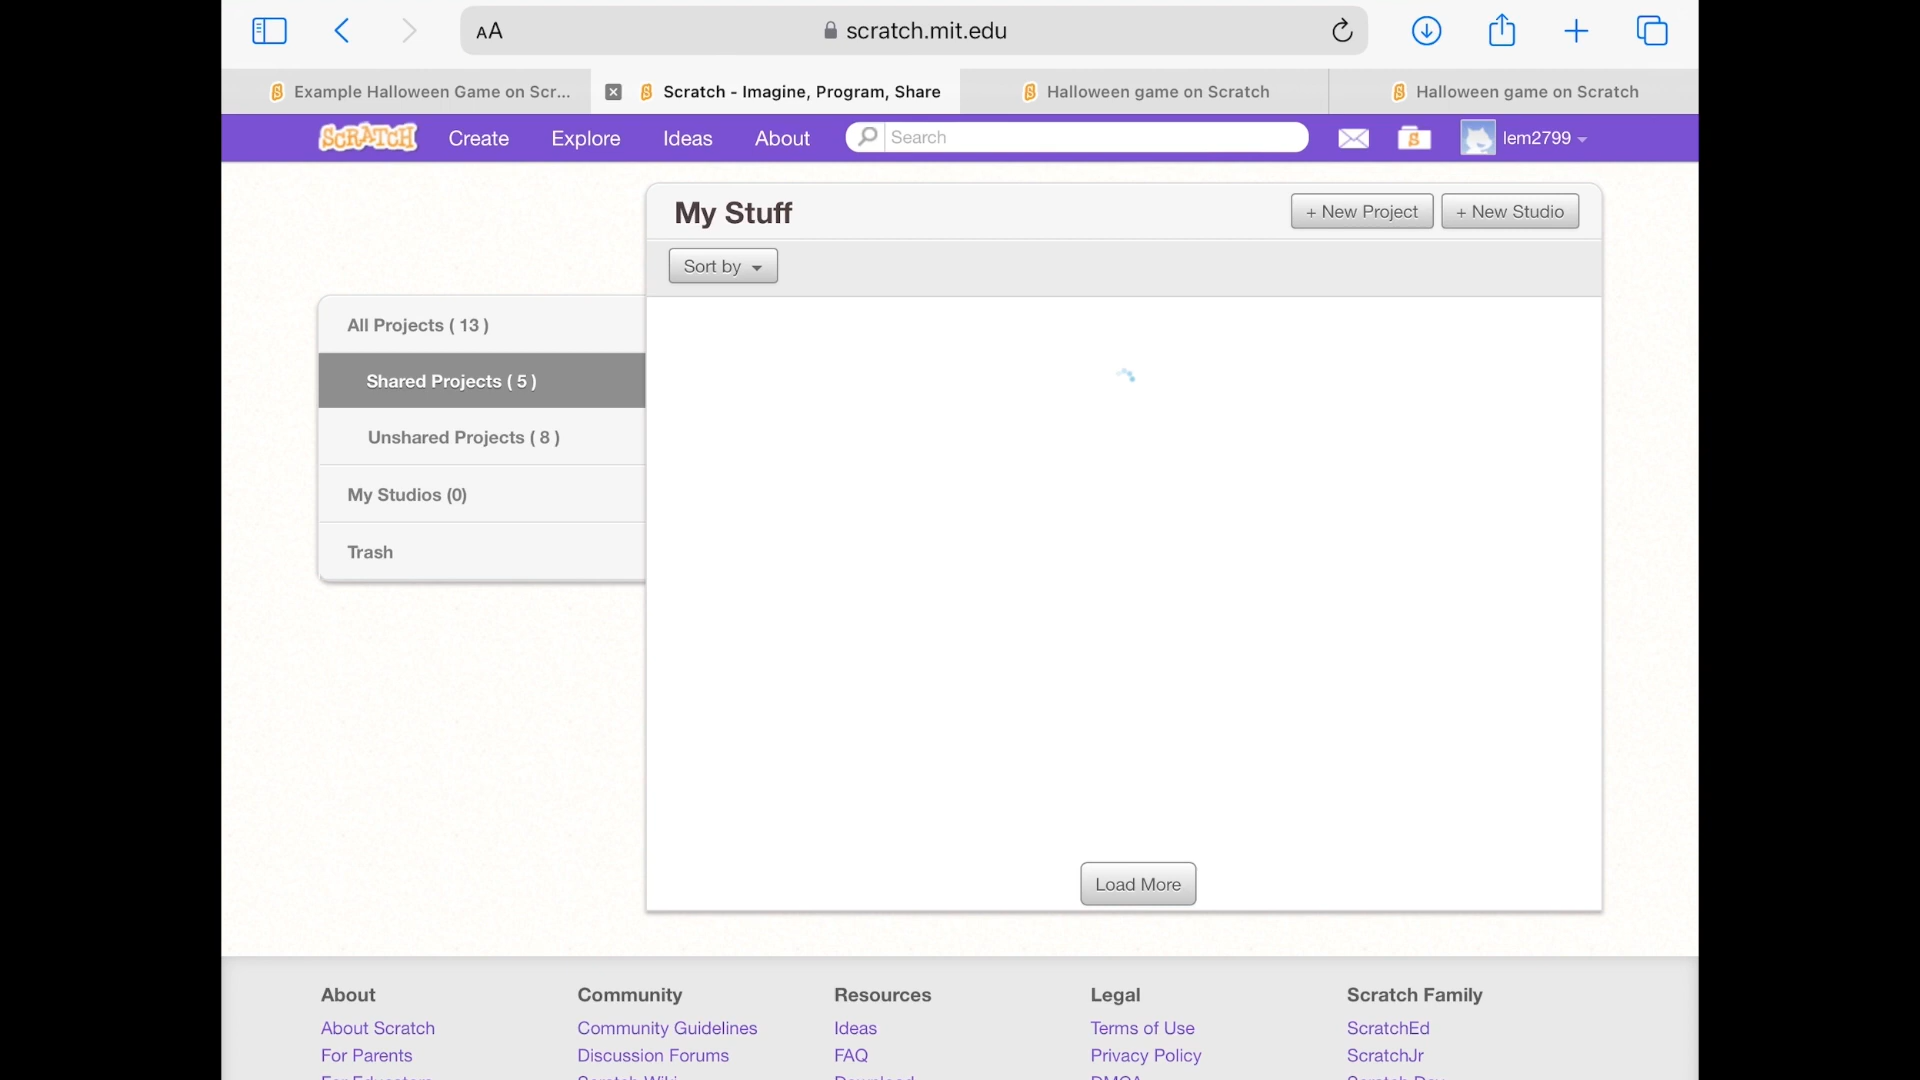 AA
scratch.mit.edu
Example Halloween Game on Scr...
Scratch - Imagine, Program, Share
Halloween game on Scratch
Halloween game on Scratch
SCRATCH
Create
Explore
Ideas
About
Search
S
lem2799
My Stuff
+ New Project
+ New Studio
Sort by
All Projects ( 13 )
Shared Projects ( 5 )
Unshared Projects ( 8 )
My Studios (0)
Trash
Load More
About
Community
Resources
Legal
Scratch Family
About Scratch
Community Guidelines
Ideas
Terms of Use
ScratchEd
For Parents
Discussion Forums
FAQ
Privacy Policy
ScratchJr